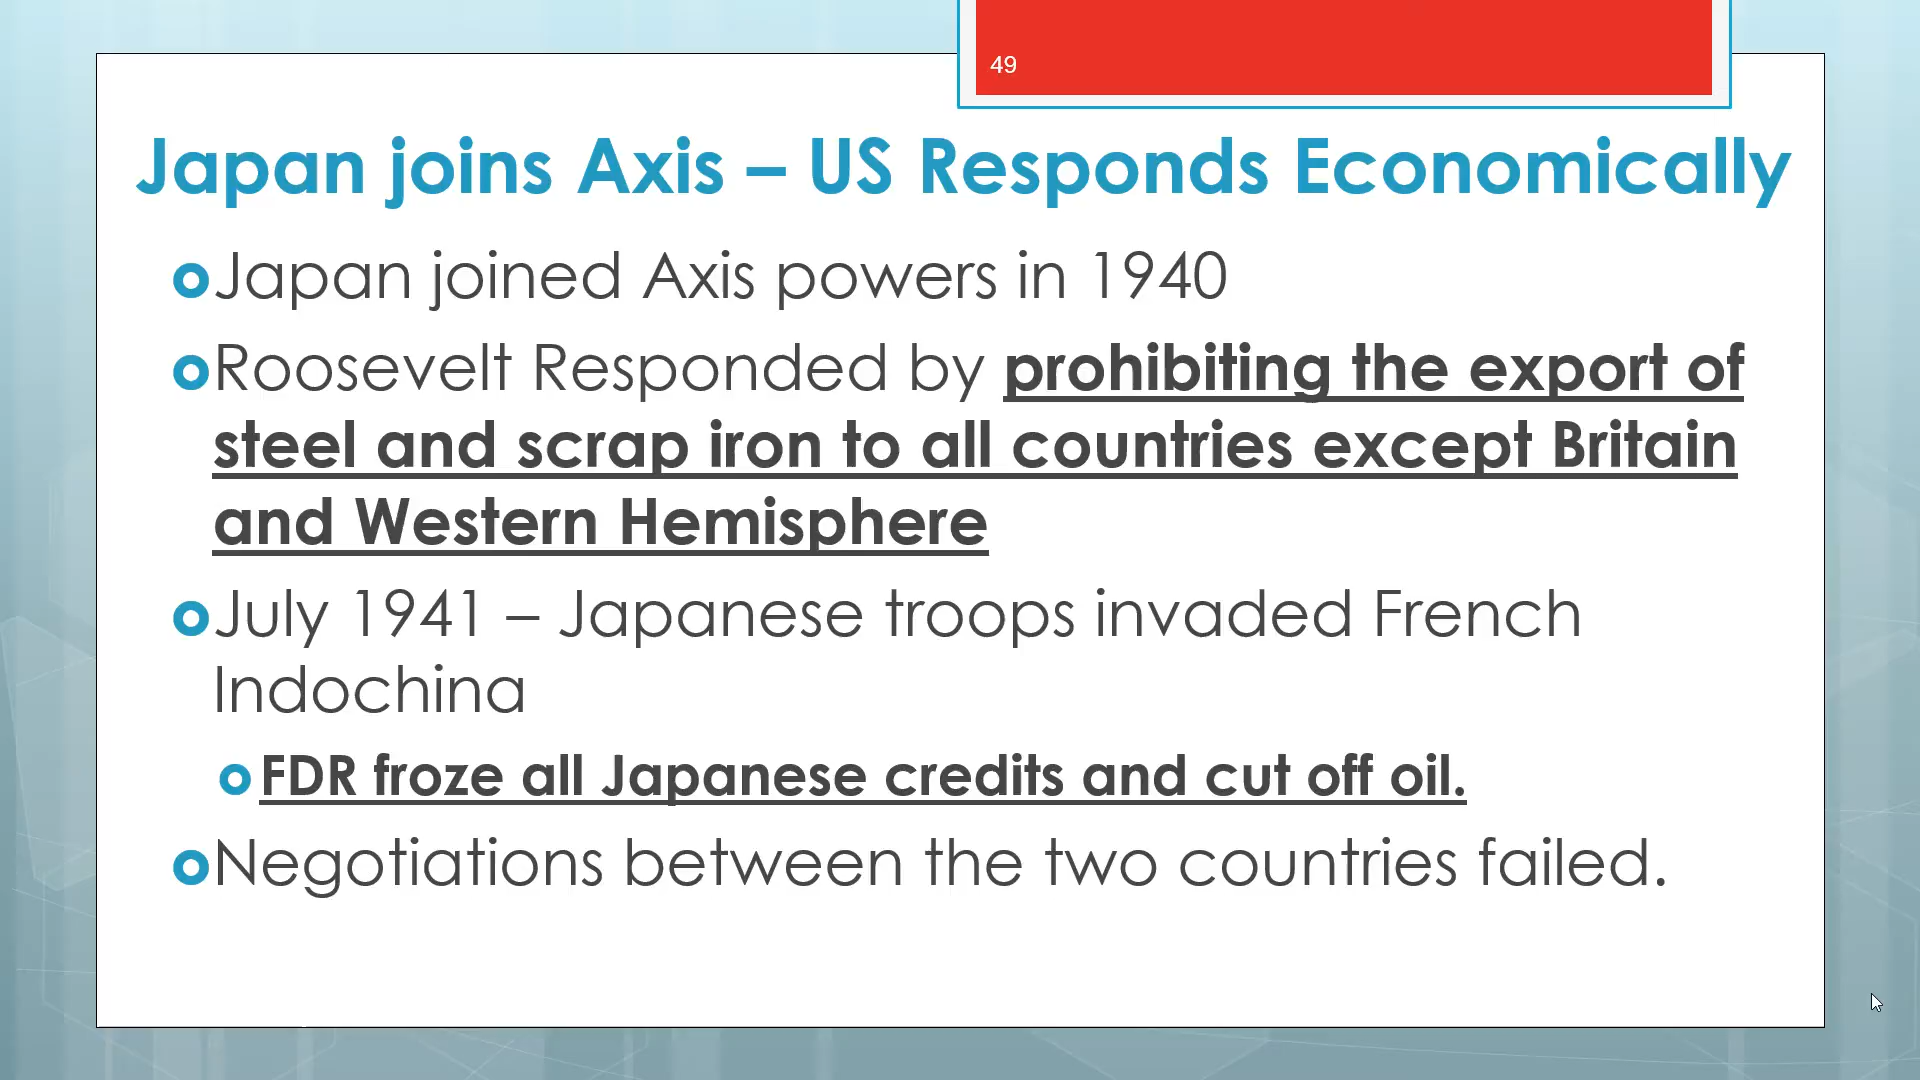 49
Japan joins Axis – US Responds Economically
Japan joined Axis powers in 1940
Roosevelt Responded by prohibiting the export of
steel and scrap iron to all countries except Britain
and Western Hemisphere
July 1941 – Japanese troops invaded French
Indochina
FDR froze all Japanese credits and cut off oil.
Negotiations between the two countries failed.